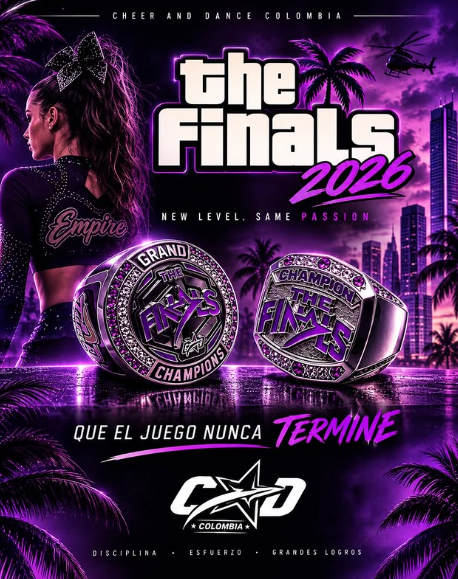 CHEER AND DANCE COLOMBIA
the
Finals
2026
NEW LEVEL. SAME PASSION.
Empire
GRAND
THE
FINALS
CHAMPIONS
CHAMPION
THE
FINALS
QUE EL JUEGO NUNCA TERMINE
CD
COLOMBIA
DISCIPLINA • ESFUERZO • GRANDES LOGROS